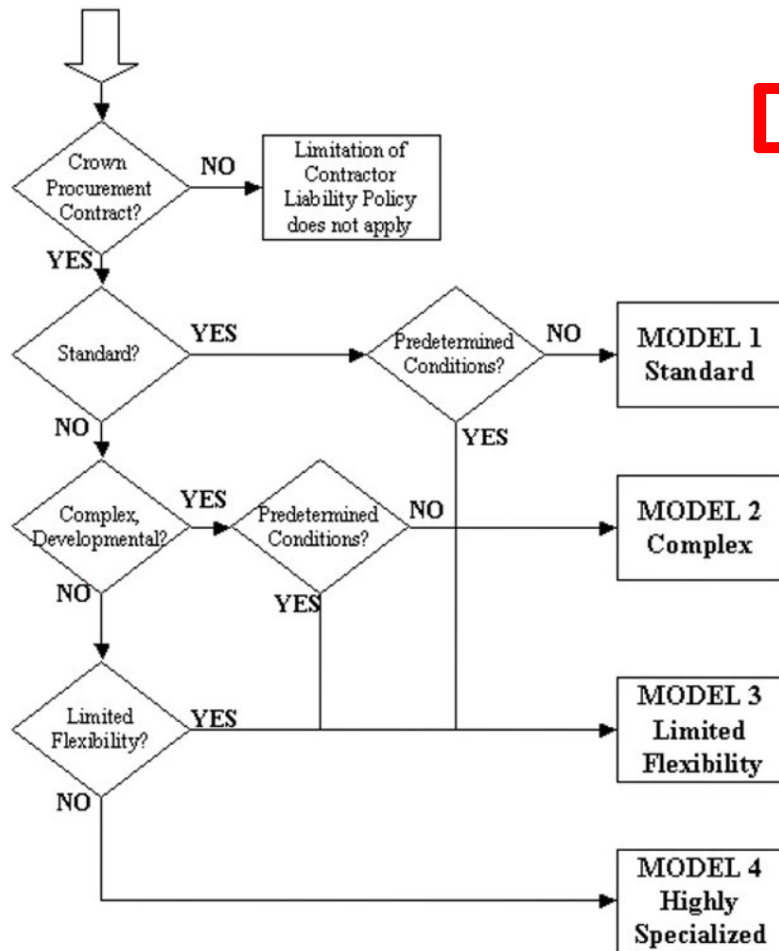 Crown
Procurement
Contract?
NO
Limitation of
Contractor
Liability Policy
does not apply
YES
Standard?
YES
Predetermined
Conditions?
NO
MODEL 1
Standard
NO
YES
Complex,
Developmental?
YES
Predetermined
Conditions?
NO
MODEL 2
Complex
NO
YES
Limited
Flexibility?
YES
MODEL 3
Limited
Flexibility
NO
MODEL 4
Highly
Specialized